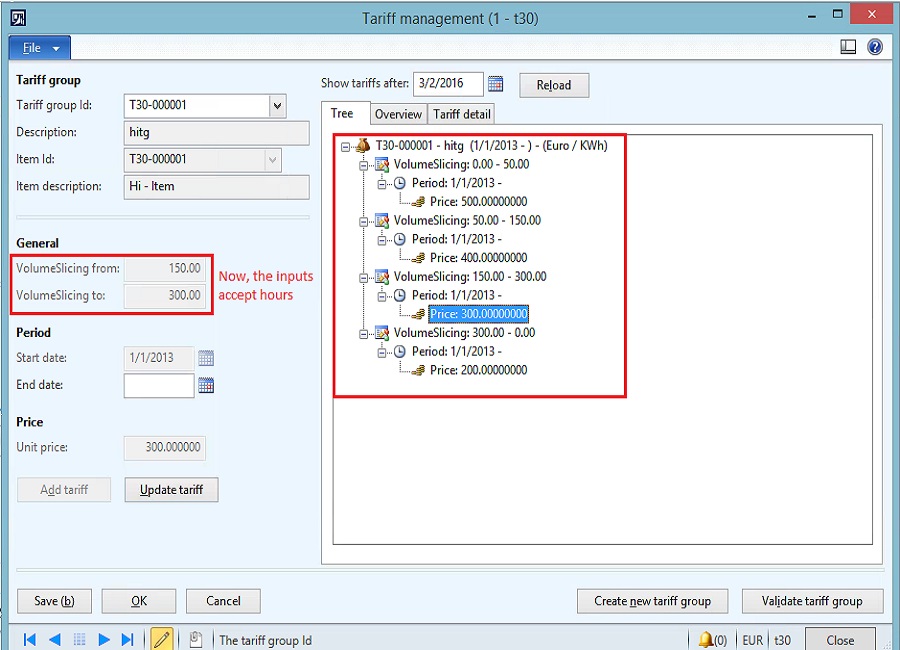 Tariff management (1 - t30)
File
Tariff group
Tariff group Id: T30-000001
Description: hitg
Item Id: T30-000001
Item description: Hi - Item
General
VolumeSlicing from: 150.00
VolumeSlicing to: 300.00
Now, the inputs
accept hours
Period
Start date: 1/1/2013
End date:
Price
Unit price: 300.000000
Add tariff Update tariff
Show tariffs after: 3/2/2016 Reload
Tree Overview Tariff detail
T30-000001 - hitg (1/1/2013 - ) - (Euro / KWh)
VolumeSlicing: 0.00 - 50.00
Period: 1/1/2013 -
Price: 500.00000000
VolumeSlicing: 50.00 - 150.00
Period: 1/1/2013 -
Price: 400.00000000
VolumeSlicing: 150.00 - 300.00
Period: 1/1/2013 -
Price: 300.00000000
VolumeSlicing: 300.00 - 0.00
Period: 1/1/2013 -
Price: 200.00000000
Save (b) OK Cancel Create new tariff group Validate tariff group
The tariff group Id (0) EUR t30 Close